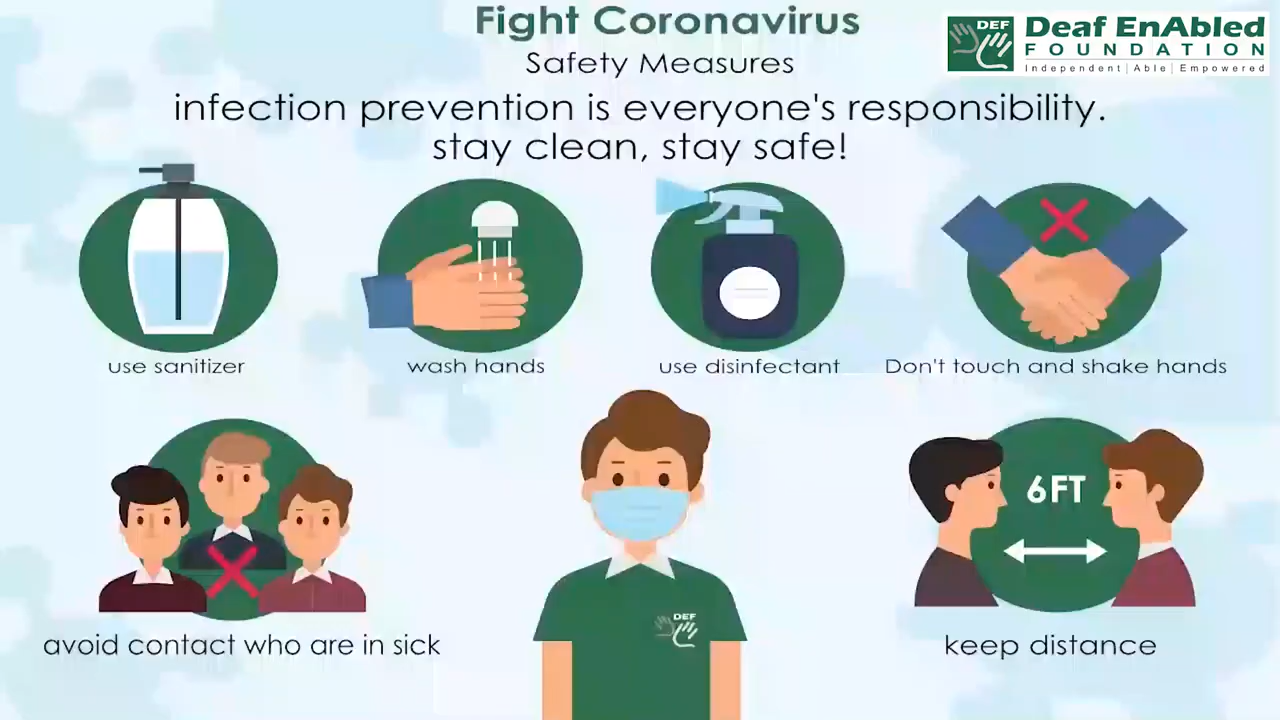 Fight Coronavirus
DEF
Deaf EnAbled
FOUNDATION
Independent | Able | Empowered
Safety Measures
infection prevention is everyone's responsibility.
stay clean, stay safe!
use sanitizer
wash hands
use disinfectant
Don't touch and shake hands
6FT
DEF
avoid contact who are in sick
keep distance